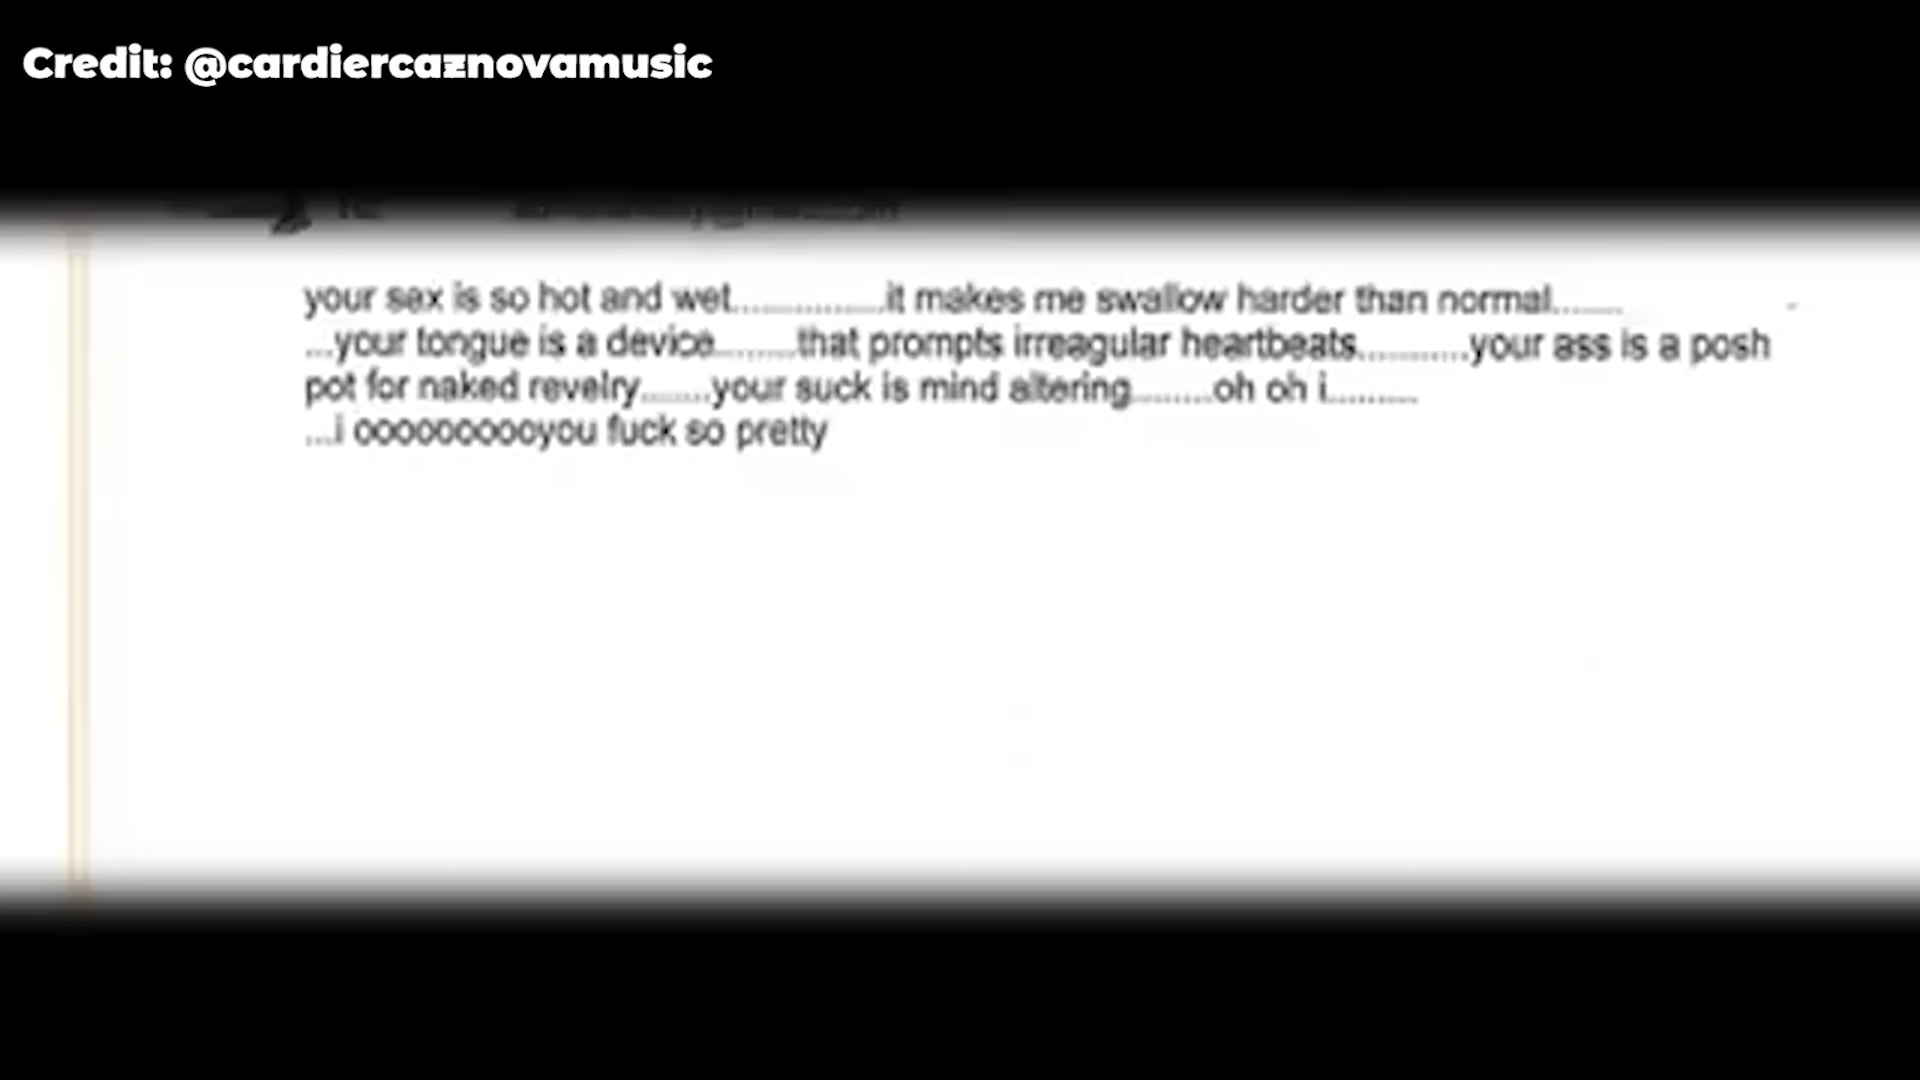 Credit: @cardiercaznovamusic
your sex is so hot and wet................it makes me swallow harder than normal.......
...your tongue is a device........that prompts irreagular heartbeats...........your ass is a posh
pot for naked revelry.......your suck is mind altering........oh oh i.........
...i ooooooooooyou fuck so pretty